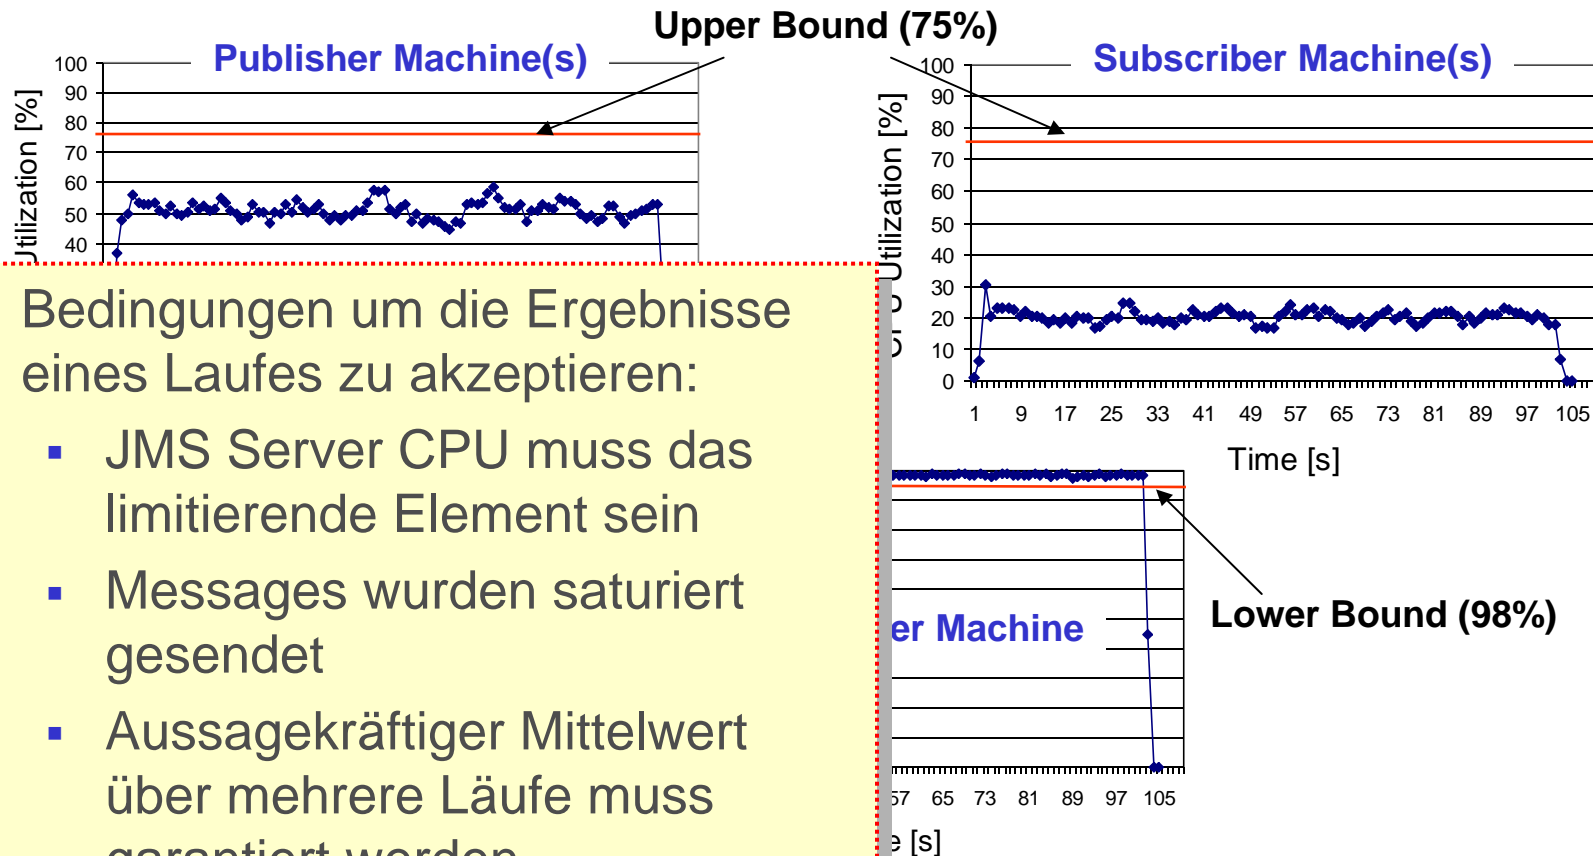 Upper Bound (75%)
Publisher Machine(s)
100
90
80
70
60
50
40
Utilization [%]
Subscriber Machine(s)
100
90
80
70
60
50
40
30
20
10
0
Utilization [%]
1 9 17 25 33 41 49 57 65 73 81 89 97 105
Time [s]
Bedingungen um die Ergebnisse
eines Laufes zu akzeptieren:
▪ JMS Server CPU muss das
limitierende Element sein
▪ Messages wurden saturiert
gesendet
▪ Aussagekräftiger Mittelwert
über mehrere Läufe muss
garantiert werden
er Machine
Lower Bound (98%)
57 65 73 81 89 97 105
e [s]